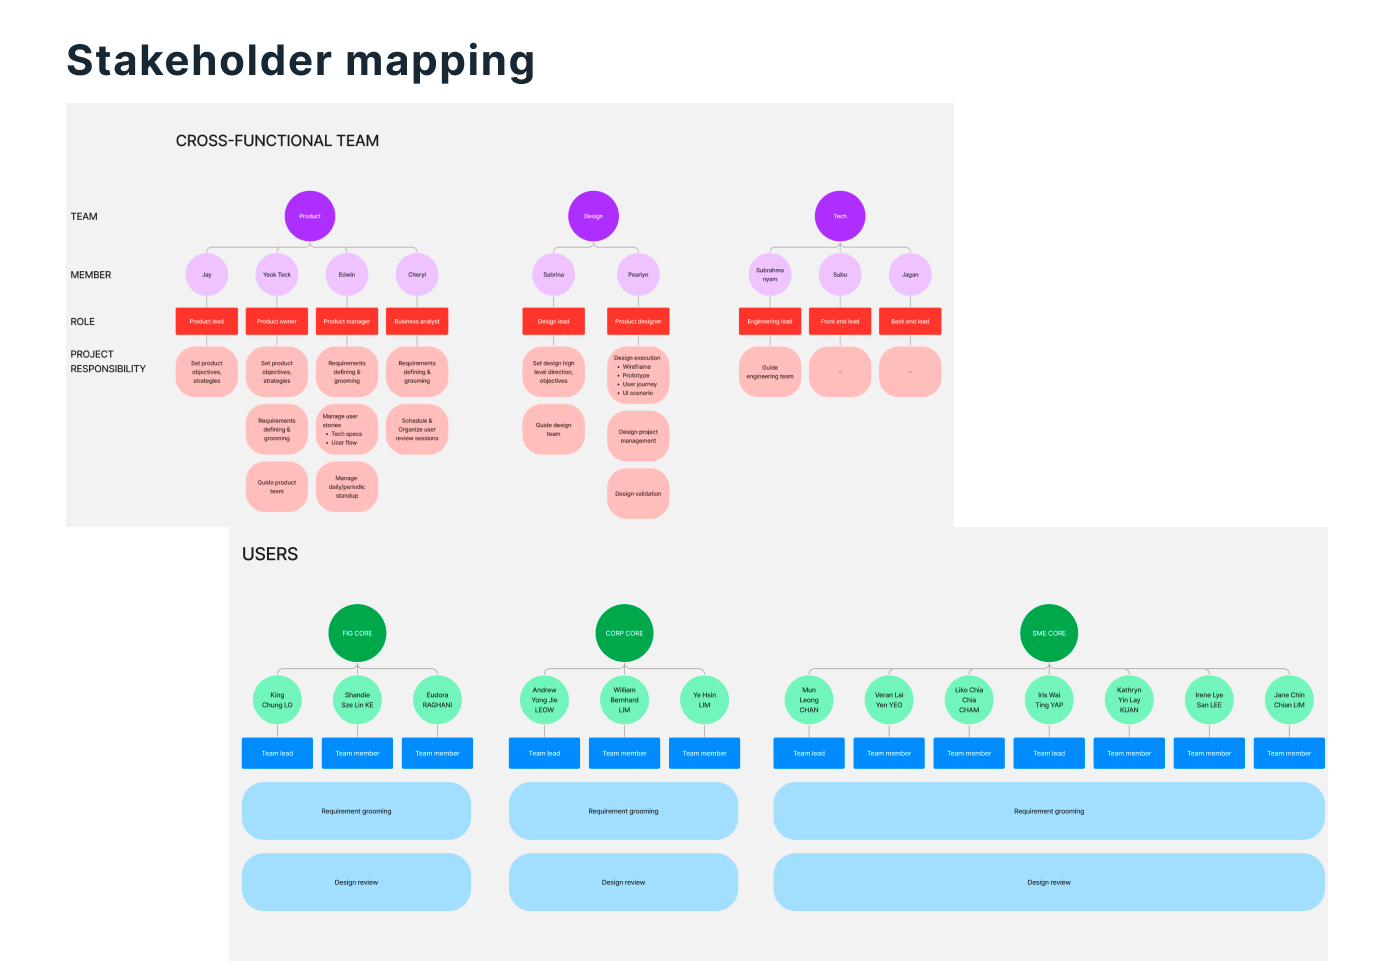 Stakeholder mapping
CROSS-FUNCTIONAL TEAM
TEAM
Product
Design
Tech
MEMBER
Jay
Yeok Teck
Edwin
Cheryl
Sabrina
Pearlyn
Subrahma
nyam
Subu
Jagan
ROLE
Product lead
Product owner
Product manager
Business analyst
Design lead
Product designer
Engineering lead
Front end lead
Back end lead
PROJECT
RESPONSIBILITY
Set product
objectives,
strategies
Set product
objectives,
strategies
Requirements
defining &
grooming
Requirements
defining &
grooming
Set design high
level direction,
objectives
Design execution
• Wireframe
• Prototype
• User journey
• UI scenario
Guide
engineering team
-
-
Requirements
defining &
grooming
Manage user
stories
• Tech specs
• User flow
Schedule &
Organize user
review sessions
Guide design
team
Design project
management
Guide product
team
Manage
daily/periodic
standup
Design validation
USERS
FIG CORE
CORP CORE
SME CORE
King
Chung LO
Shandie
Sze Lin KE
Eudora
RAGHANI
Andrew
Yong Jie
LEOW
William
Bernhard
LIM
Ye Hsin
LIM
Mun
Leong
CHAN
Veran Lai
Yen YEO
Liko Chia
Chia
CHAM
Iris Wai
Ting YAP
Kathryn
Yin Lay
KUAN
Irene Lye
San LEE
Jane Chin
Chian LIM
Team lead
Team member
Team member
Team lead
Team member
Team member
Team lead
Team member
Team member
Team lead
Team member
Team member
Team member
Requirement grooming
Requirement grooming
Requirement grooming
Design review
Design review
Design review